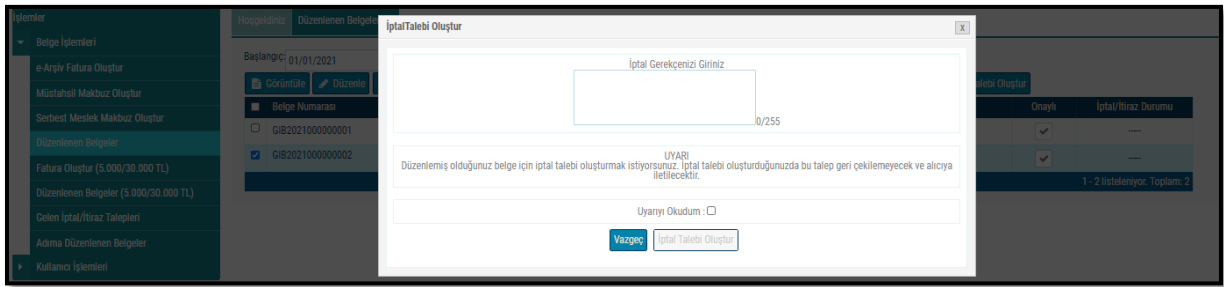 İşlemler
Belge İşlemleri
e-Arşiv Fatura Oluştur
Müstahsil Makbuz Oluştur
Serbest Meslek Makbuz Oluştur
Düzenlenen Belgeler
Fatura Oluştur (5.000/30.000 TL)
Düzenlenen Belgeler (5.000/30.000 TL)
Gelen İptal/İtiraz Talepleri
Adıma Düzenlenen Belgeler
Kullanıcı İşlemleri
Hoşgeldiniz Düzenlenen Belgele
Başlangıç: 01/01/2021
Görüntüle Düzenle
alebi Oluştur
Belge Numarası Onaylı İptal/İtiraz Durumu
GIB2021000000001 ----
GIB2021000000002 ----
1 - 2 listeleniyor. Toplam: 2
İptalTalebi Oluştur X
İptal Gerekçenizi Giriniz
0/255
UYARI
Düzenlemiş olduğunuz belge için iptal talebi oluşturmak istiyorsunuz. İptal talebi oluşturduğunuzda bu talep geri çekilemeyecek ve alıcıya
iletilecektir.
Uyarıyı Okudum :
Vazgeç İptal Talebi Oluştur